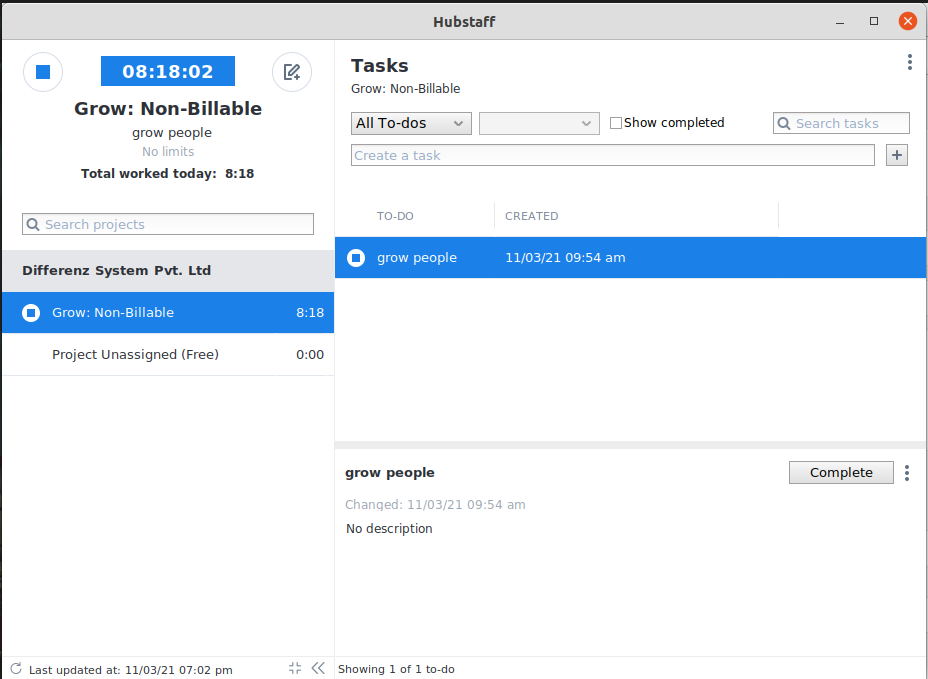 Hubstaff
08:18:02
Grow: Non-Billable
grow people
No limits
Total worked today: 8:18
Search projects
Differenz System Pvt. Ltd
Grow: Non-Billable 8:18
Project Unassigned (Free) 0:00
Last updated at: 11/03/21 07:02 pm
Tasks
Grow: Non-Billable
All To-dos Show completed Search tasks
Create a task +
TO-DO CREATED
grow people 11/03/21 09:54 am
grow people Complete
Changed: 11/03/21 09:54 am
No description
Showing 1 of 1 to-do